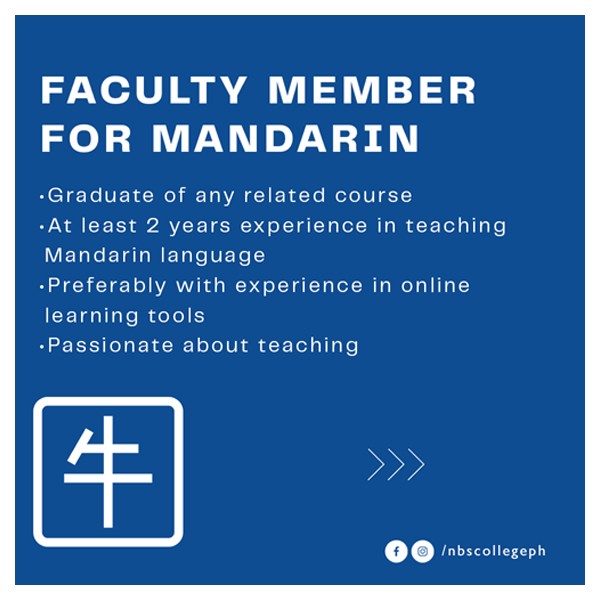 FACULTY MEMBER
FOR MANDARIN
•Graduate of any related course
•At least 2 years experience in teaching
Mandarin language
•Preferably with experience in online
learning tools
•Passionate about teaching
牛
/nbscollegeph